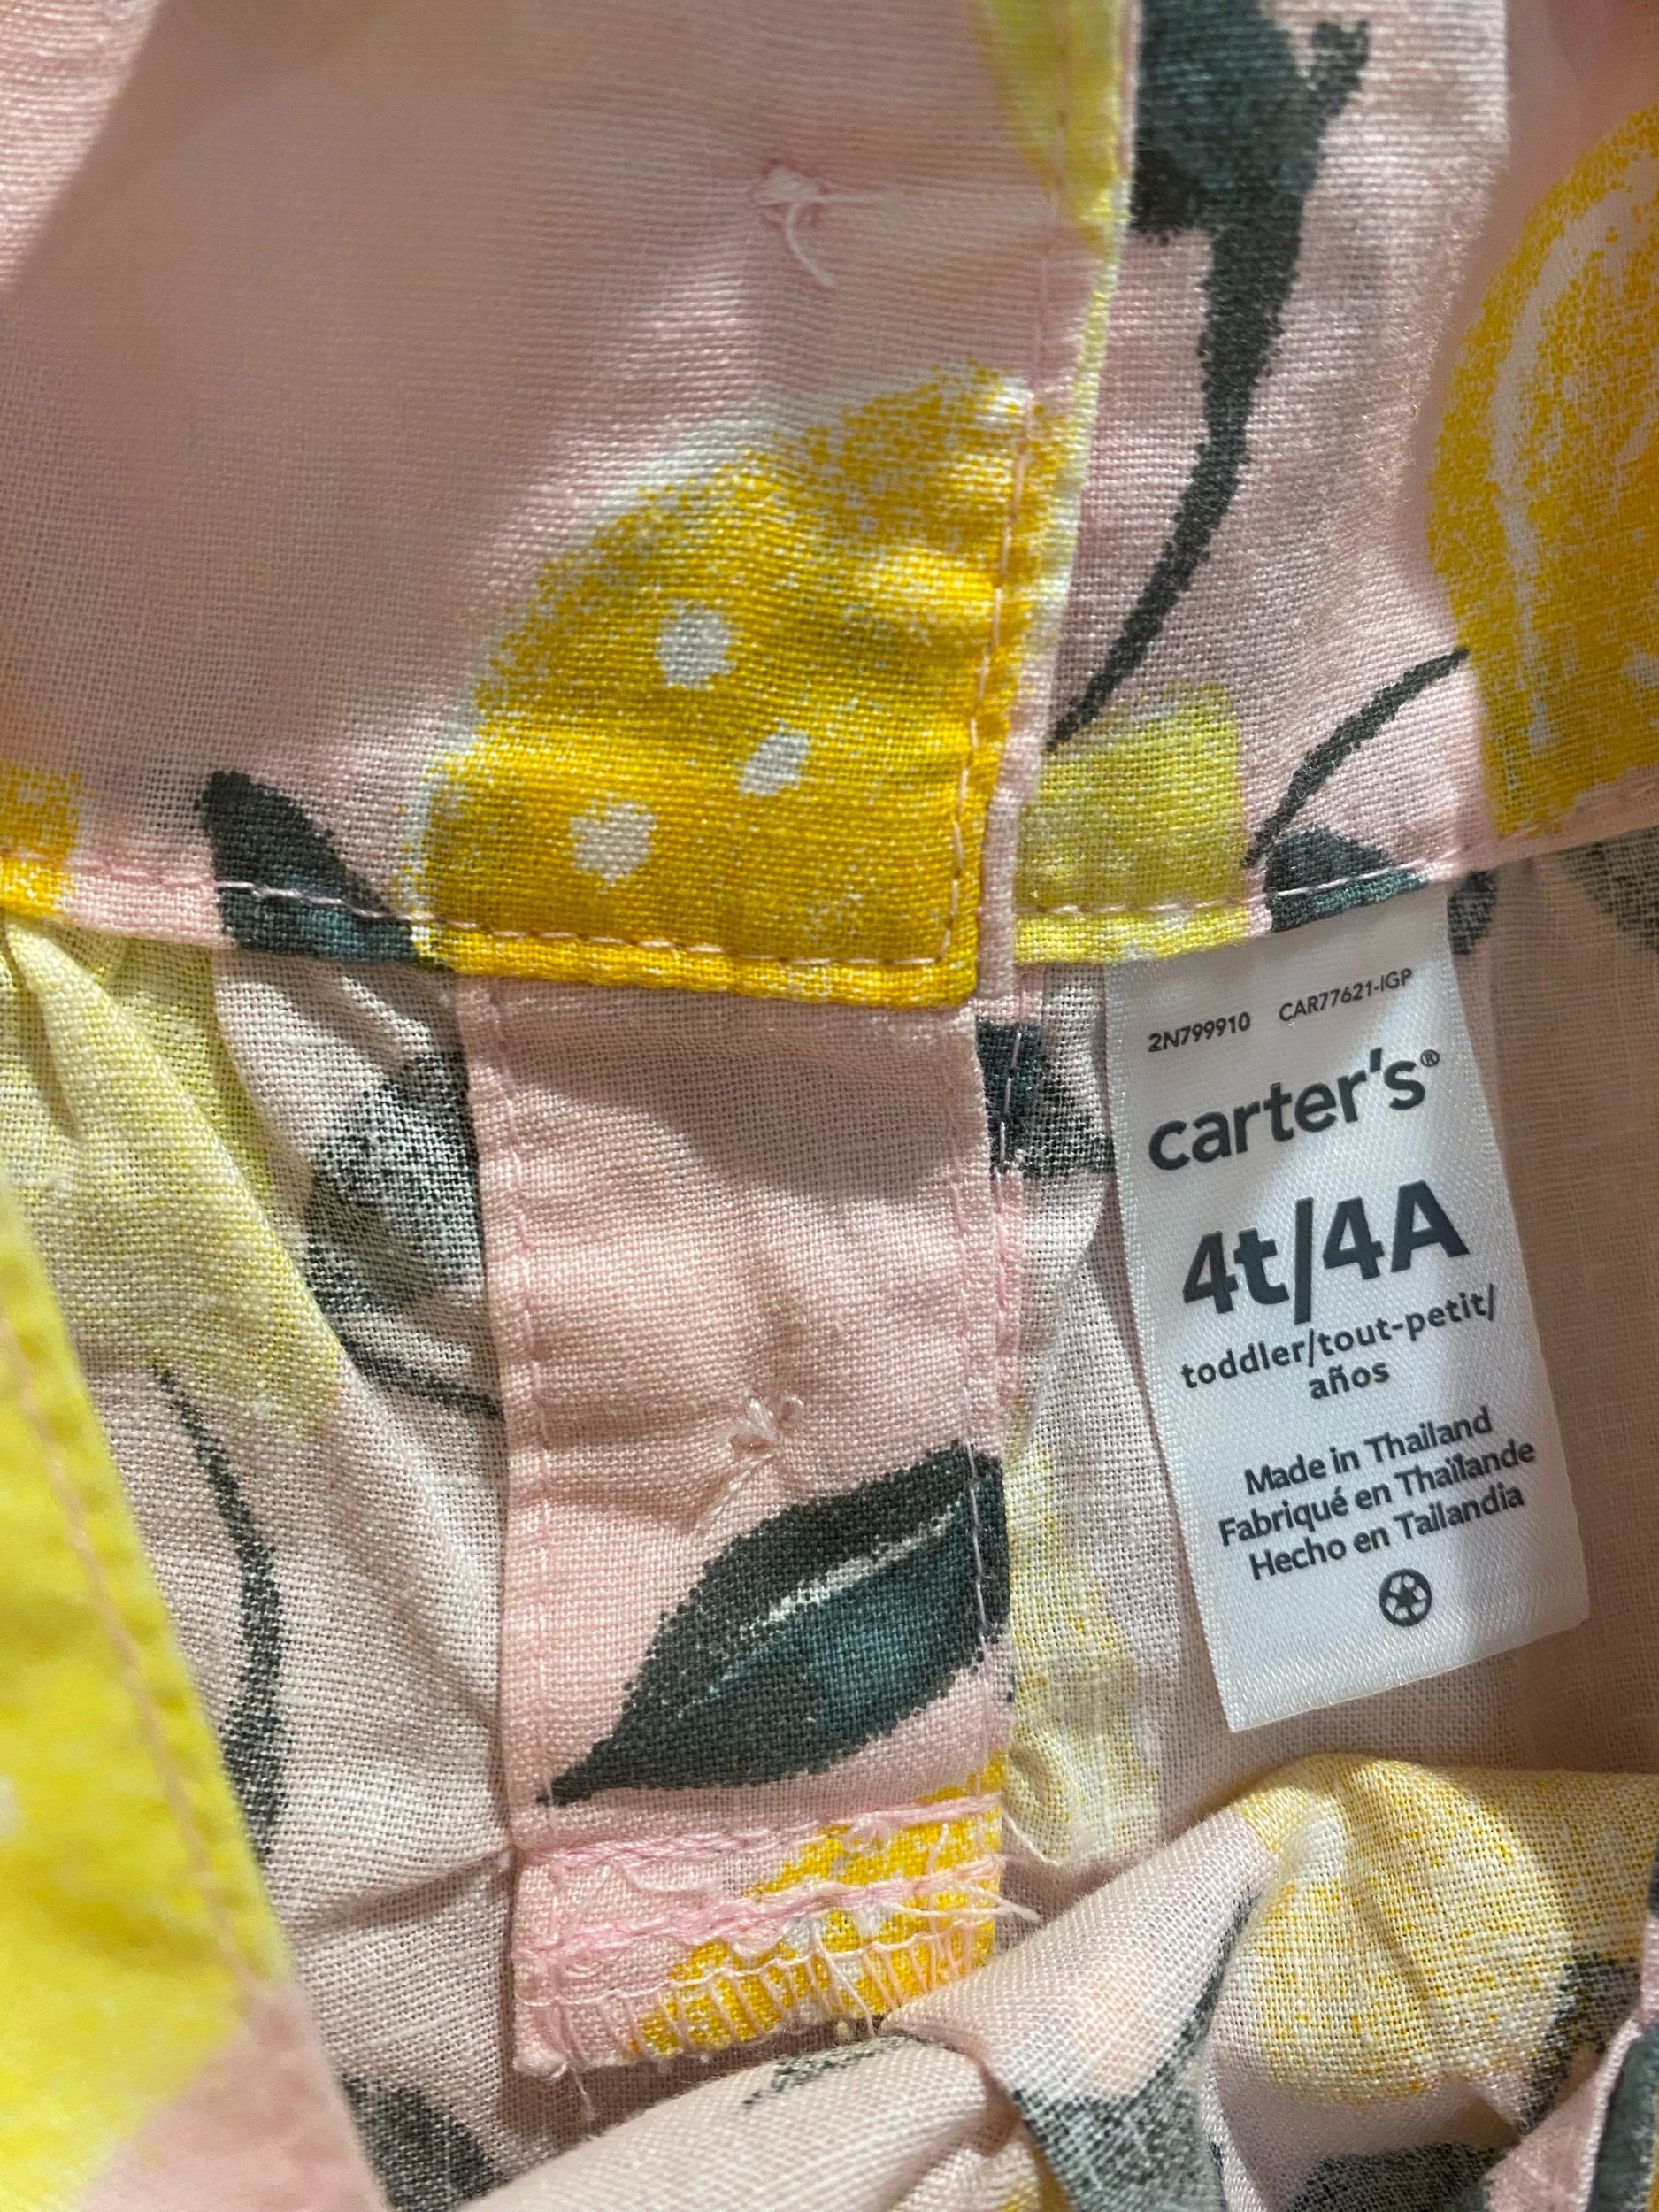 2N799910 CAR77621-IGP
carter's®
4t/4A
toddler/tout-petit/
años
Made in Thailand
Fabriqué en Thaïlande
Hecho en Tailandia